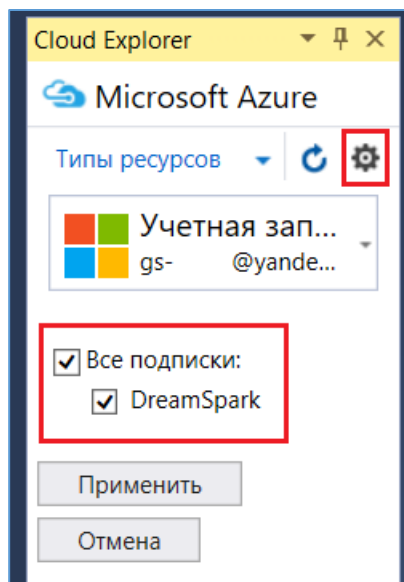 Cloud Explorer
Microsoft Azure
Типы ресурсов
Учетная зап...
gs- @yande...
Все подписки:
DreamSpark
Применить
Отмена